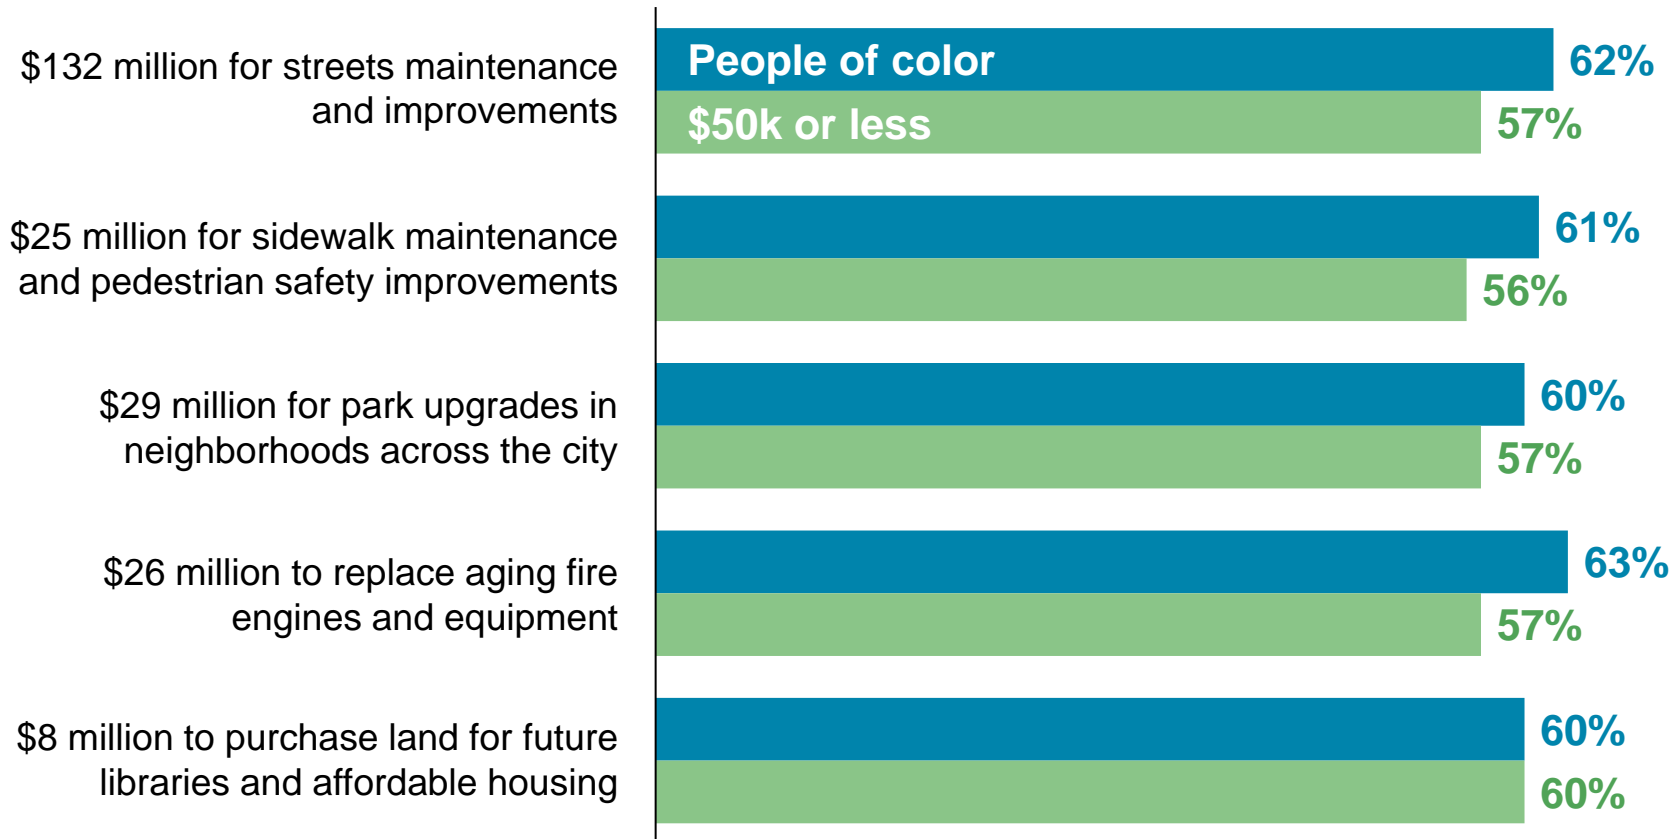 $132 million for streets maintenance
and improvements
People of color
62%
$50k or less
57%
$25 million for sidewalk maintenance
and pedestrian safety improvements
61%
56%
$29 million for park upgrades in
neighborhoods across the city
60%
57%
$26 million to replace aging fire
engines and equipment
63%
57%
$8 million to purchase land for future
libraries and affordable housing
60%
60%